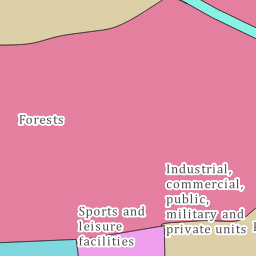 Forests
Sports and
leisure
facilities
Industrial,
commercial,
public,
military and
private units